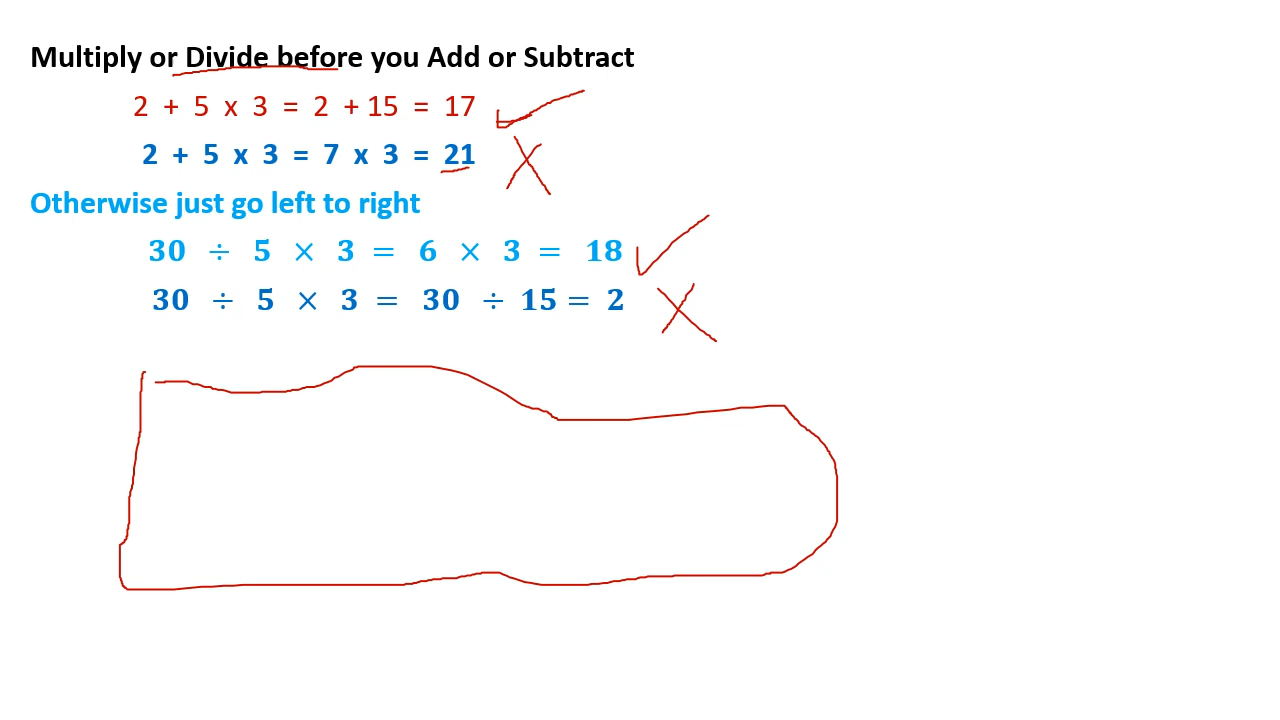 Multiply or Divide before you Add or Subtract
2 + 5 x 3 = 2 + 15 = 17
2 + 5 x 3 = 7 x 3 = 21
Otherwise just go left to right
30 ÷ 5 × 3 = 6 × 3 = 18
30 ÷ 5 × 3 = 30 ÷ 15 = 2